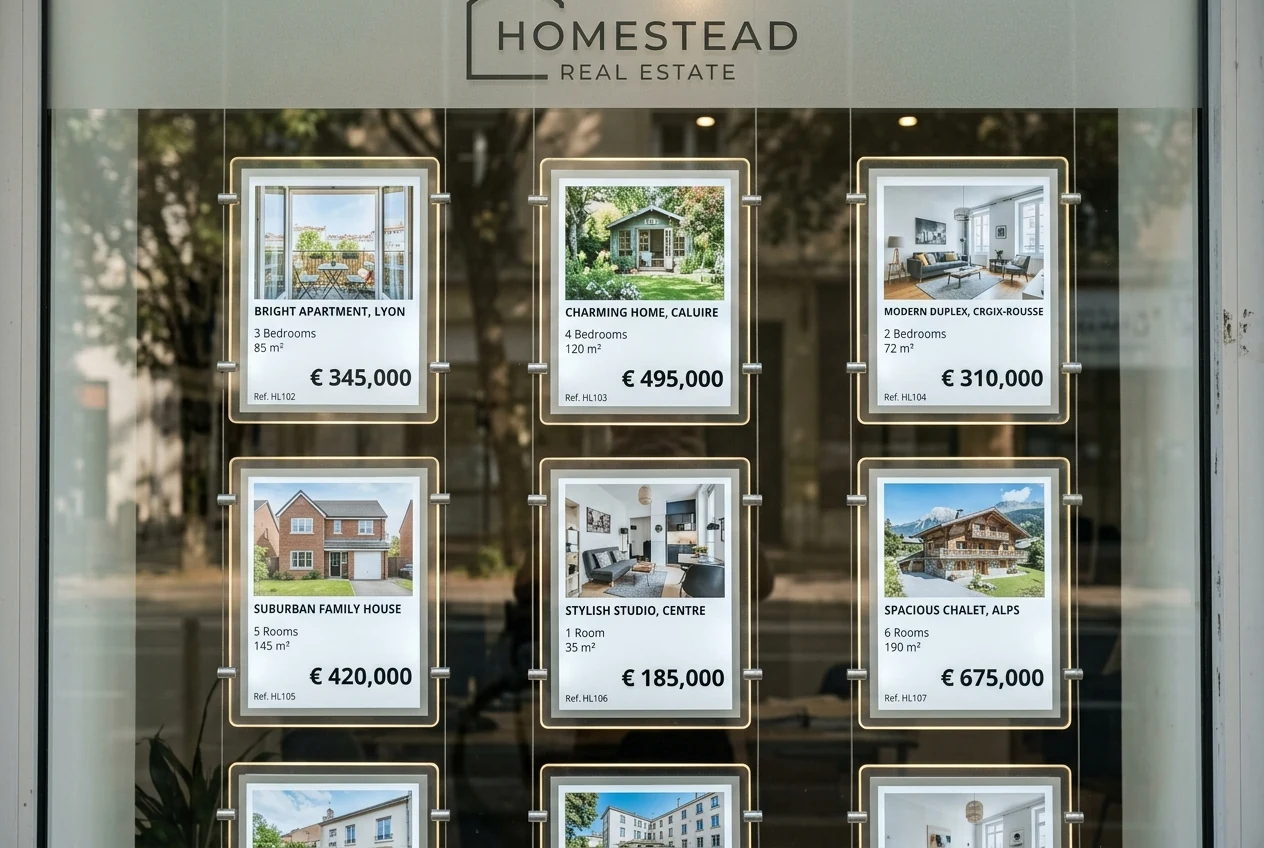 HOMESTEAD
REAL ESTATE
BRIGHT APARTMENT, LYON
3 Bedrooms
85 m²
€ 345,000
Ref. HL102
CHARMING HOME, CALUIRE
4 Bedrooms
120 m²
€ 495,000
Ref. HL103
MODERN DUPLEX, CRGIX-ROUSSE
2 Bedrooms
72 m²
€ 310,000
Ref. HL104
SUBURBAN FAMILY HOUSE
5 Rooms
145 m²
€ 420,000
Ref. HL105
STYLISH STUDIO, CENTRE
1 Room
35 m²
€ 185,000
Ref. HL106
SPACIOUS CHALET, ALPS
6 Rooms
190 m²
€ 675,000
Ref. HL107